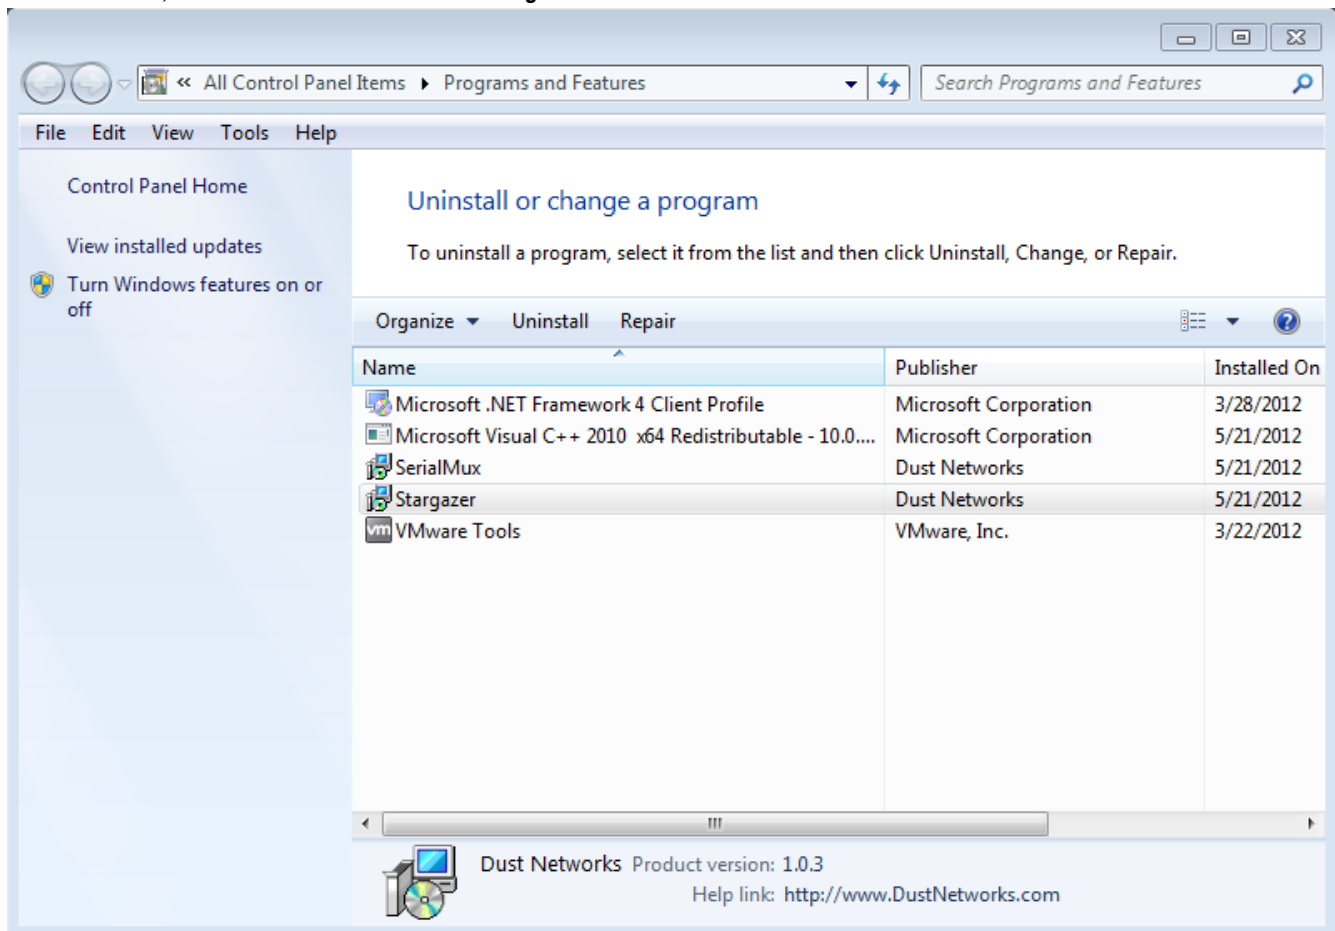 « All Control Panel Items ▸ Programs and Features Search Programs and Features
File Edit View Tools Help
Control Panel Home
View installed updates
Turn Windows features on or
off
Uninstall or change a program
To uninstall a program, select it from the list and then click Uninstall, Change, or Repair.
Organize Uninstall Repair
Name Publisher Installed On
Microsoft .NET Framework 4 Client Profile Microsoft Corporation 3/28/2012
Microsoft Visual C++ 2010 x64 Redistributable - 10.0.... Microsoft Corporation 5/21/2012
SerialMux Dust Networks 5/21/2012
Stargazer Dust Networks 5/21/2012
vm VMware Tools VMware, Inc. 3/22/2012
Dust Networks Product version: 1.0.3
Help link: http://www.DustNetworks.com